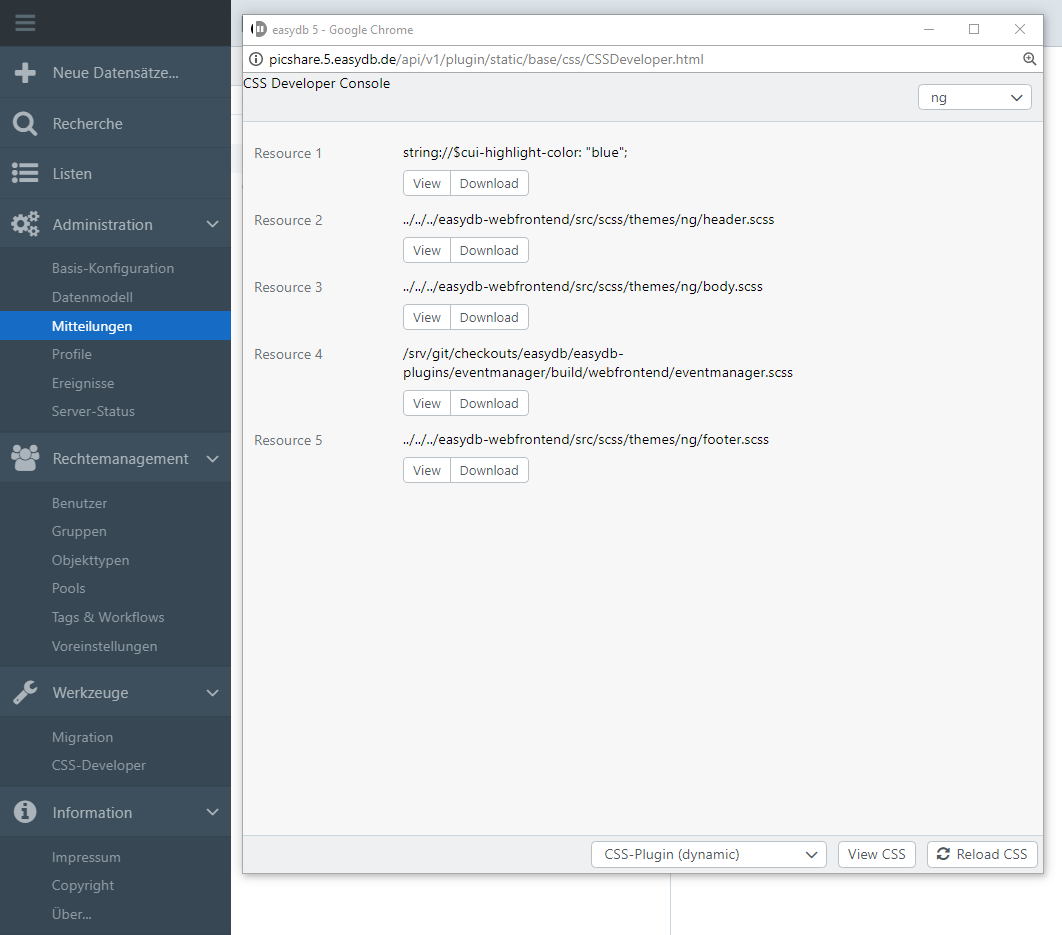 Neue Datensätze...
Recherche
Listen
Administration
Basis-Konfiguration
Datenmodell
Mitteilungen
Profile
Ereignisse
Server-Status
Rechtemanagement
Benutzer
Gruppen
Objekttypen
Pools
Tags & Workflows
Voreinstellungen
Werkzeuge
Migration
CSS-Developer
Information
Impressum
Copyright
Über...
easydb 5 - Google Chrome
picshare.5.easydb.de/api/v1/plugin/static/base/css/CSSDeveloper.html
CSS Developer Console
ng
Resource 1
string://$cui-highlight-color: "blue";
View Download
Resource 2
../../../easydb-webfrontend/src/scss/themes/ng/header.scss
View Download
Resource 3
../../../easydb-webfrontend/src/scss/themes/ng/body.scss
View Download
Resource 4
/srv/git/checkouts/easydb/easydb-
plugins/eventmanager/build/webfrontend/eventmanager.scss
View Download
Resource 5
../../../easydb-webfrontend/src/scss/themes/ng/footer.scss
View Download
CSS-Plugin (dynamic) View CSS Reload CSS